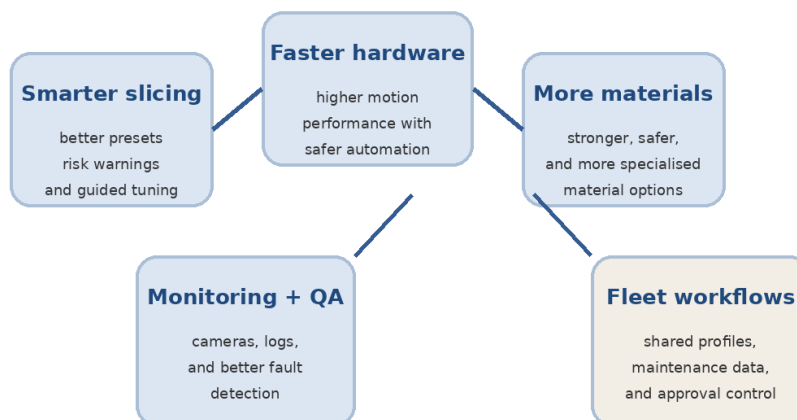 Smarter slicing
better presets
risk warnings
and guided tuning
Faster hardware
higher motion
performance with
safer automation
More materials
stronger, safer,
and more specialised
material options
Monitoring + QA
cameras, logs,
and better fault
detection
Fleet workflows
shared profiles,
maintenance data,
and approval control